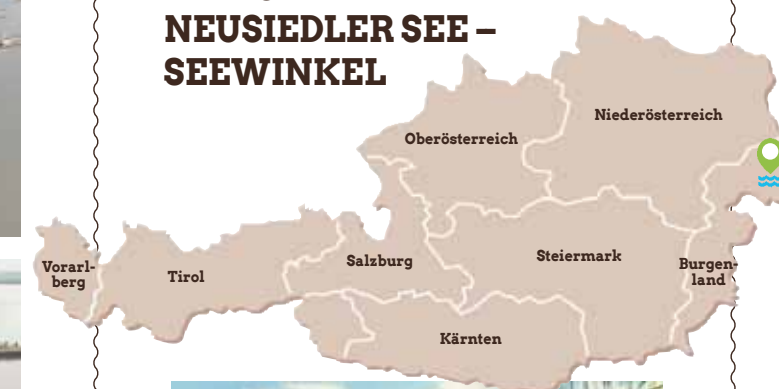 NEUSIEDLER SEE –
SEEWINKEL
Niederösterreich
Oberösterreich
Steiermark
Salzburg
Burgen-
land
Vorarl-
berg
Tirol
Kärnten